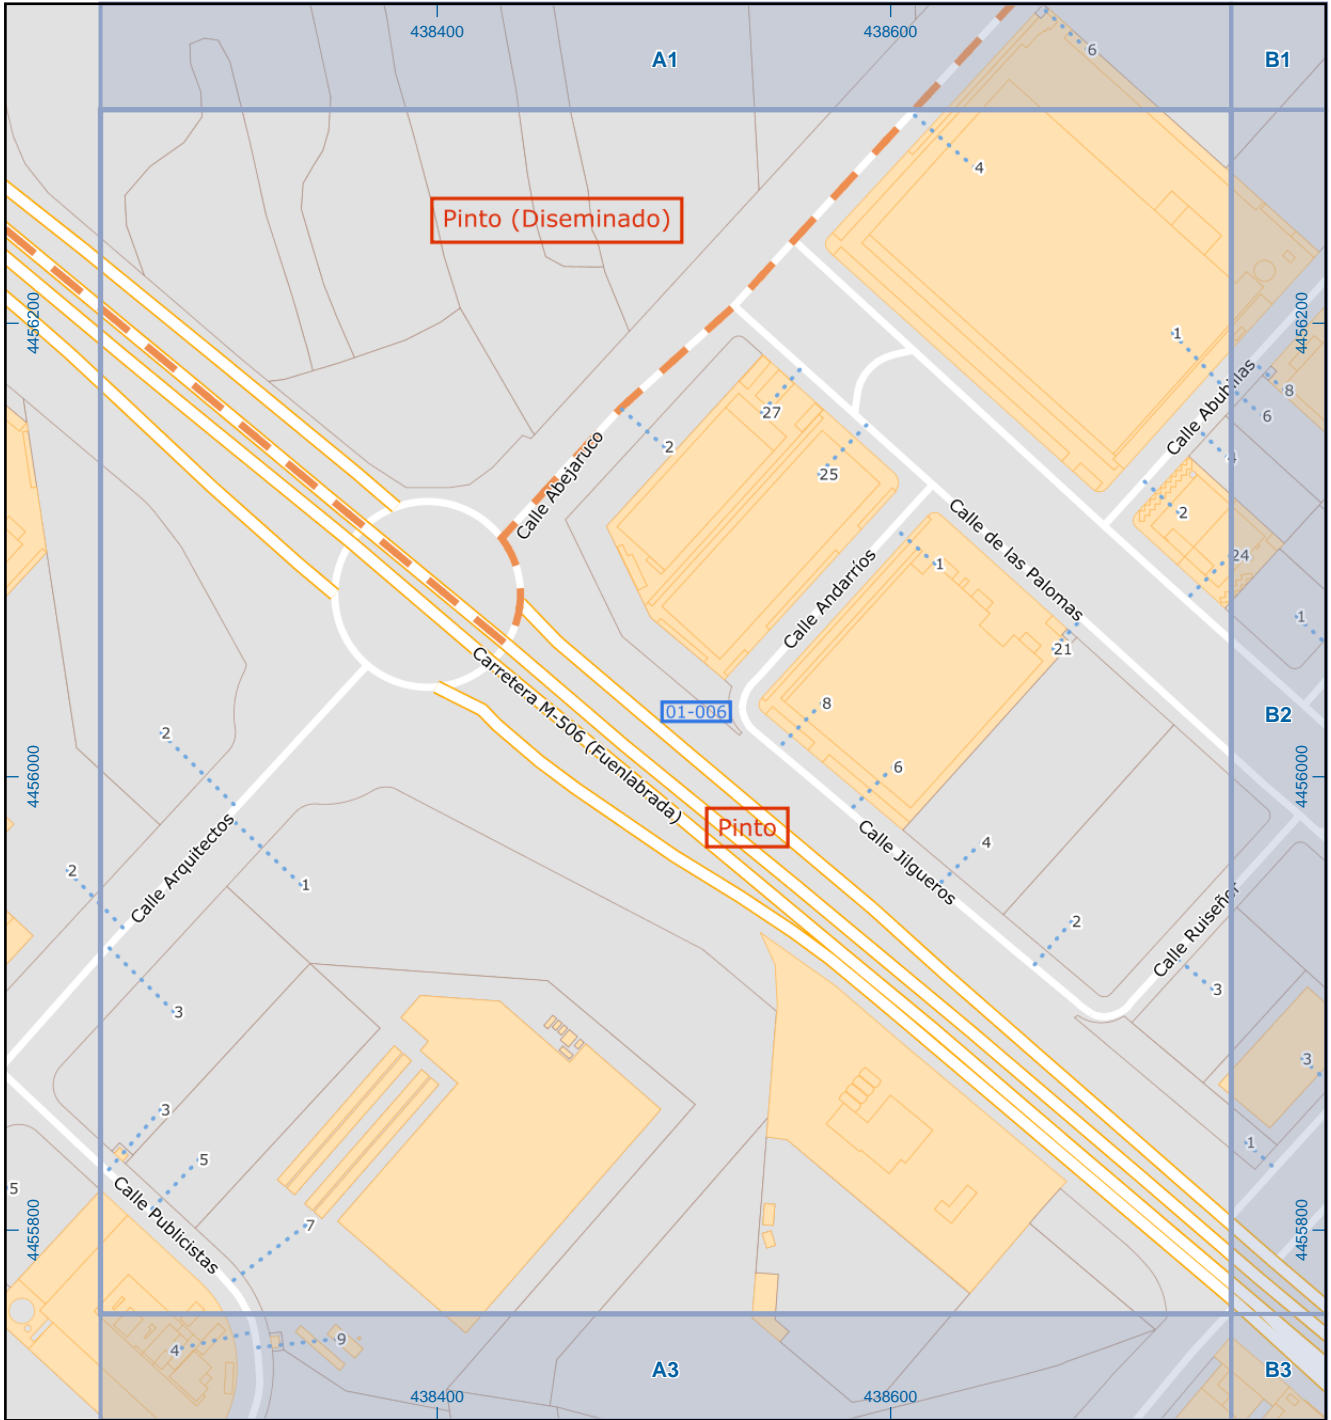 438400
438600
A1
B1
6
4
Pinto (Diseminado)
4456200
4456200
1
Calle Abubillas
8
6
27
2
4
25
Calle Abejaruco
2
Calle de las Palomas
24
1
Calle Andarríos
1
21
Carretera M-506 (Fuenlabrada)
8
01-006
B2
2
6
4456000
4456000
Pinto
Calle Jilgueros
4
2
Calle Arquitectos
1
2
Calle Ruiseñor
3
3
3
3
1
5
5
Calle Publicistas
7
4455800
4455800
4
9
A3
B3
438400
438600